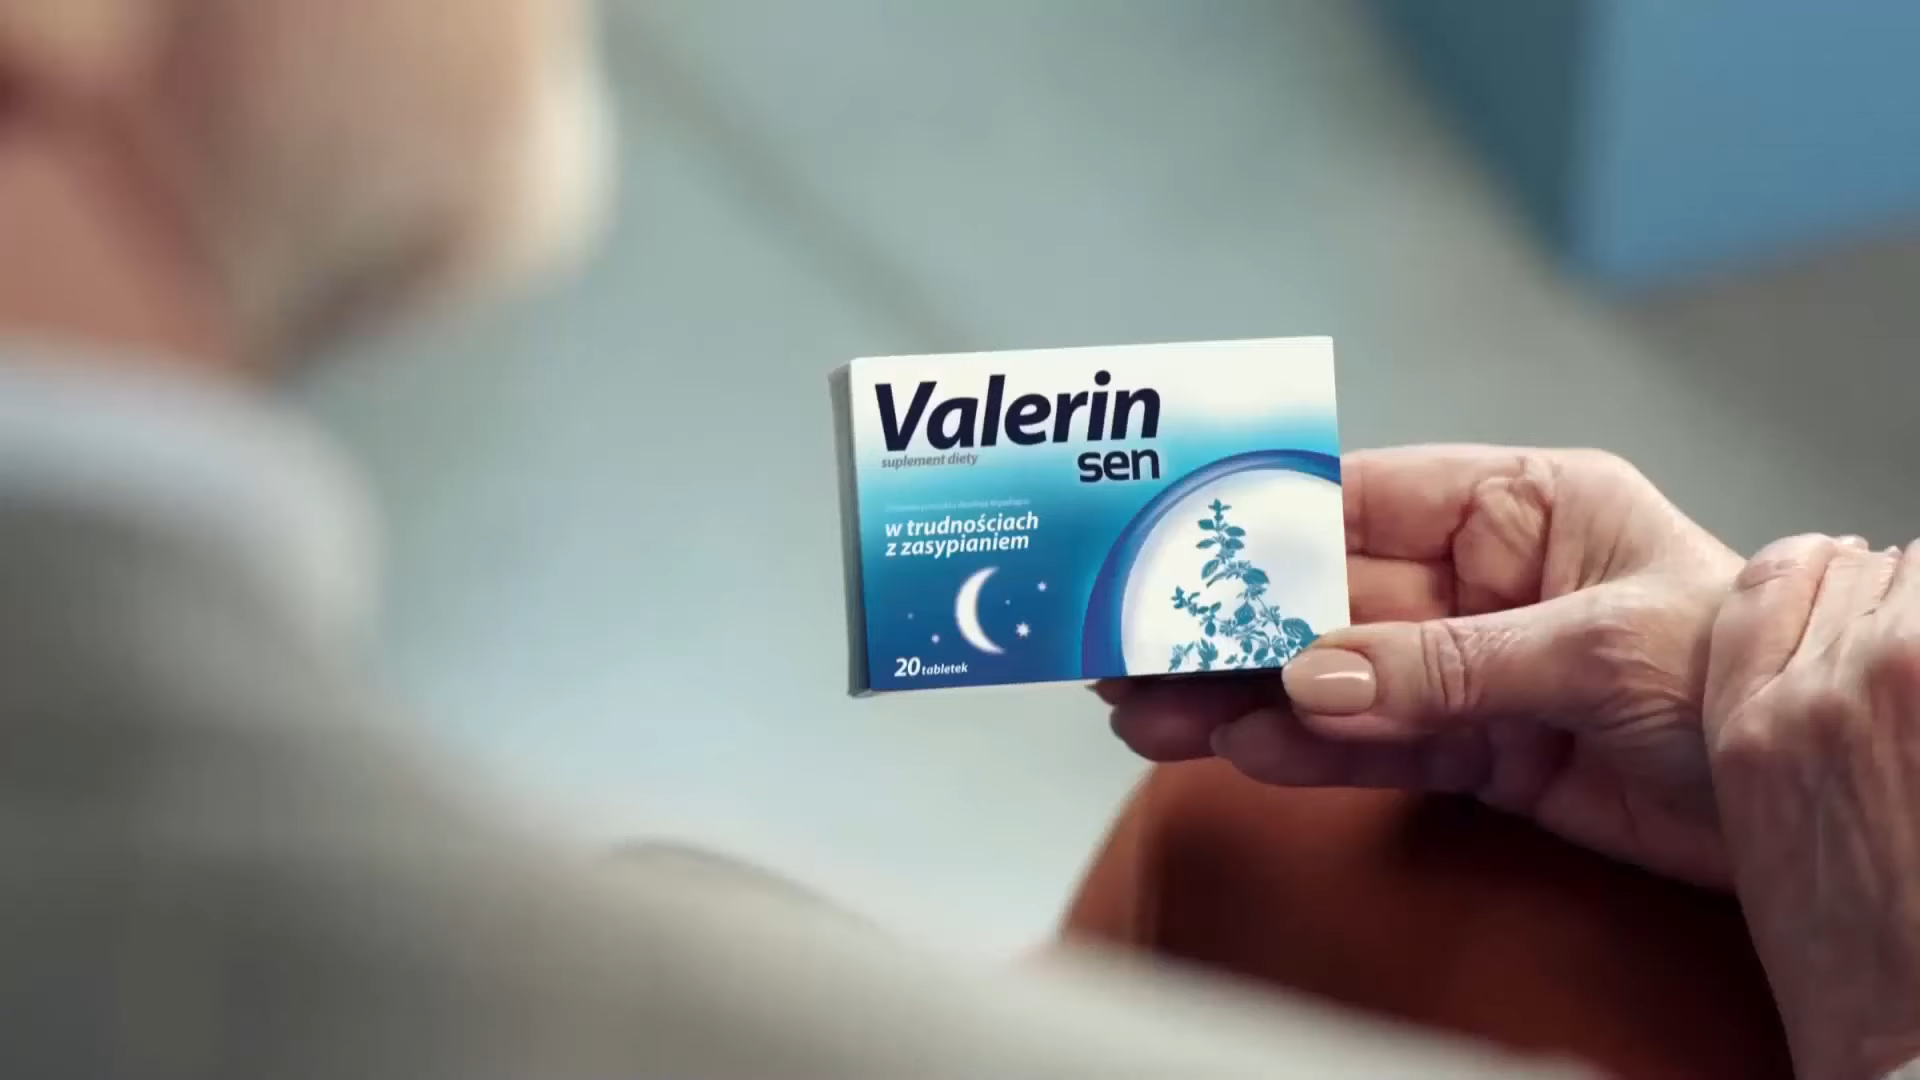 Valerin
sen
suplement diety
w trudnościach
z zasypianiem
20 tabletek